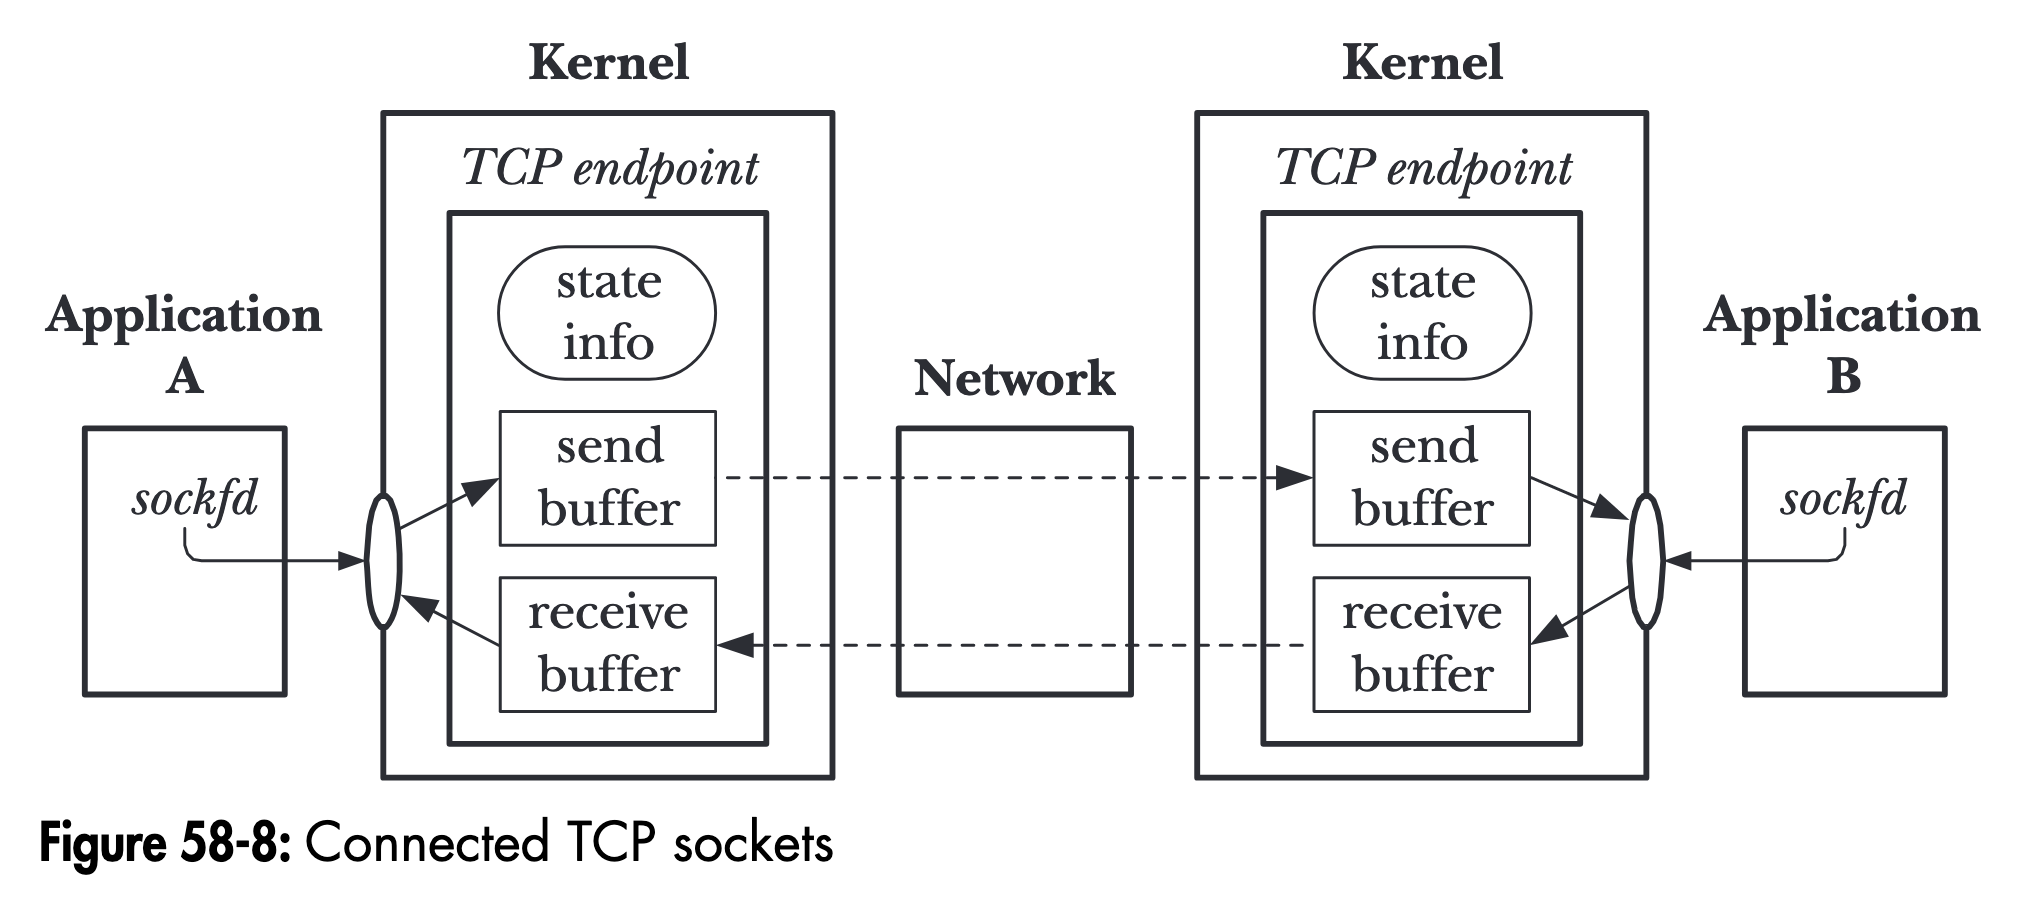 Kernel
Kernel
TCP endpoint
TCP endpoint
state
info
state
info
Application
A
Network
Application
B
send
buffer
send
buffer
sockfd
sockfd
receive
buffer
receive
buffer
Figure 58-8: Connected TCP sockets